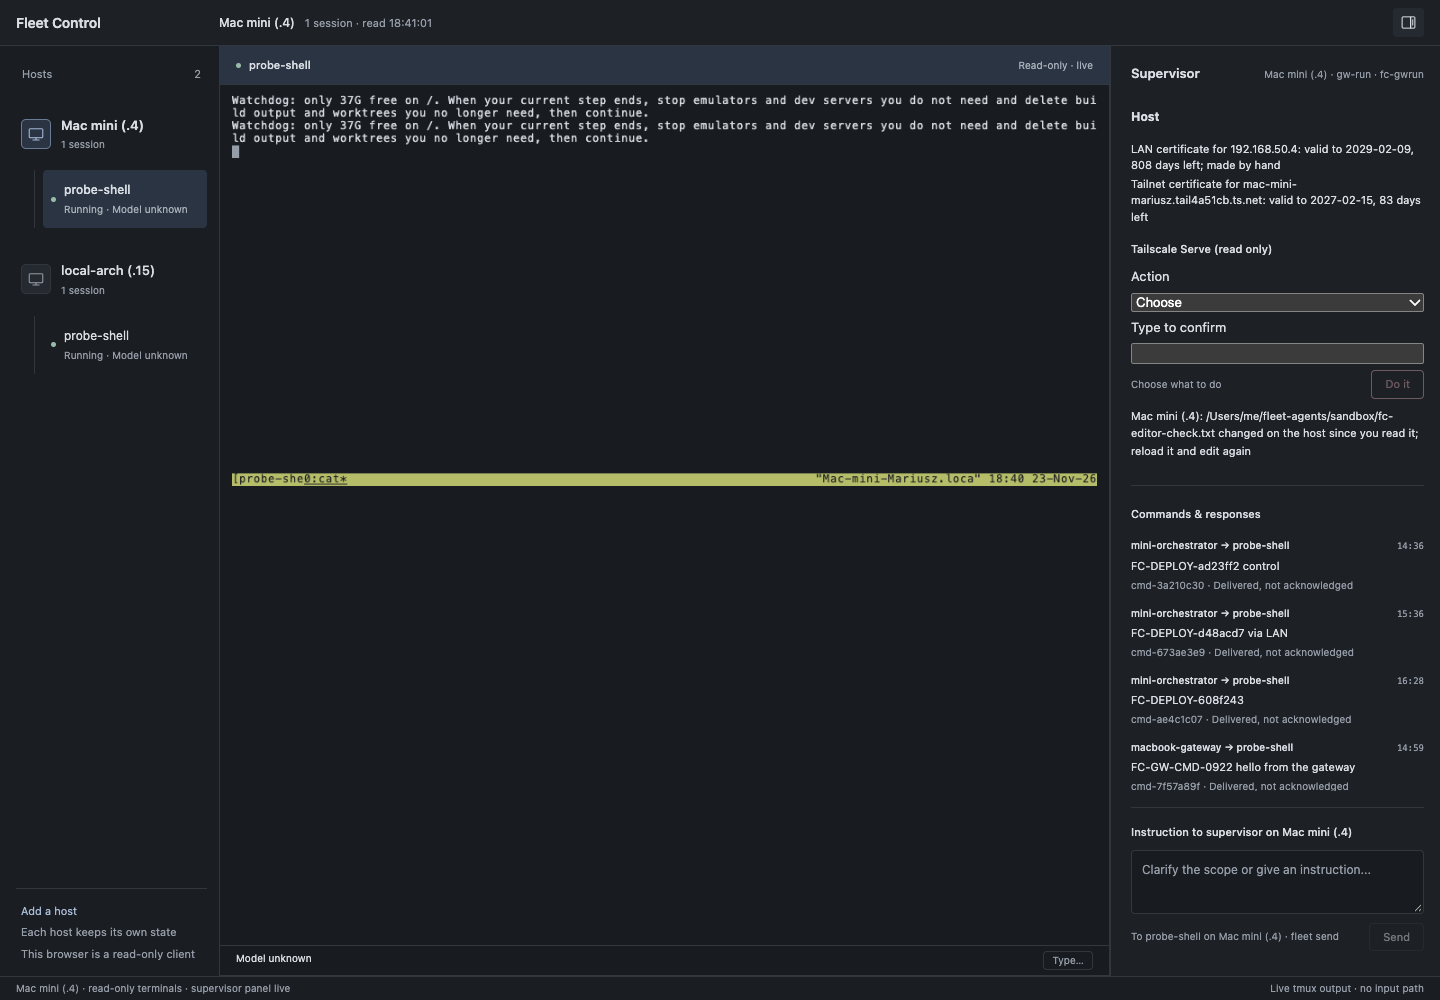 Fleet Control
Mac mini (.4) 1 session · read 18:41:01
Hosts 2
Mac mini (.4)
1 session
probe-shell
Running · Model unknown
local-arch (.15)
1 session
probe-shell
Running · Model unknown
Add a host
Each host keeps its own state
This browser is a read-only client
probe-shell Read-only · live
Watchdog: only 37G free on /. When your current step ends, stop emulators and dev servers you do not need and delete bui
ld output and worktrees you no longer need, then continue.
Watchdog: only 37G free on /. When your current step ends, stop emulators and dev servers you do not need and delete bui
ld output and worktrees you no longer need, then continue.
[probe-she0:cat* "Mac-mini-Mariusz.loca" 18:40 23-Nov-26
Model unknown Type...
Supervisor Mac mini (.4) · gw-run · fc-gwrun
Host
LAN certificate for 192.168.50.4: valid to 2029-02-09,
808 days left; made by hand
Tailnet certificate for mac-mini-
mariusz.tail4a51cb.ts.net: valid to 2027-02-15, 83 days
left
Tailscale Serve (read only)
Action
Choose
Type to confirm
Choose what to do Do it
Mac mini (.4): /Users/me/fleet-agents/sandbox/fc-
editor-check.txt changed on the host since you read it;
reload it and edit again
Commands & responses
mini-orchestrator → probe-shell 14:36
FC-DEPLOY-ad23ff2 control
cmd-3a210c30 · Delivered, not acknowledged
mini-orchestrator → probe-shell 15:36
FC-DEPLOY-d48acd7 via LAN
cmd-673ae3e9 · Delivered, not acknowledged
mini-orchestrator → probe-shell 16:28
FC-DEPLOY-608f243
cmd-ae4c1c07 · Delivered, not acknowledged
macbook-gateway → probe-shell 14:59
FC-GW-CMD-0922 hello from the gateway
cmd-7f57a89f · Delivered, not acknowledged
Instruction to supervisor on Mac mini (.4)
Clarify the scope or give an instruction...
To probe-shell on Mac mini (.4) · fleet send Send
Mac mini (.4) · read-only terminals · supervisor panel live
Live tmux output · no input path